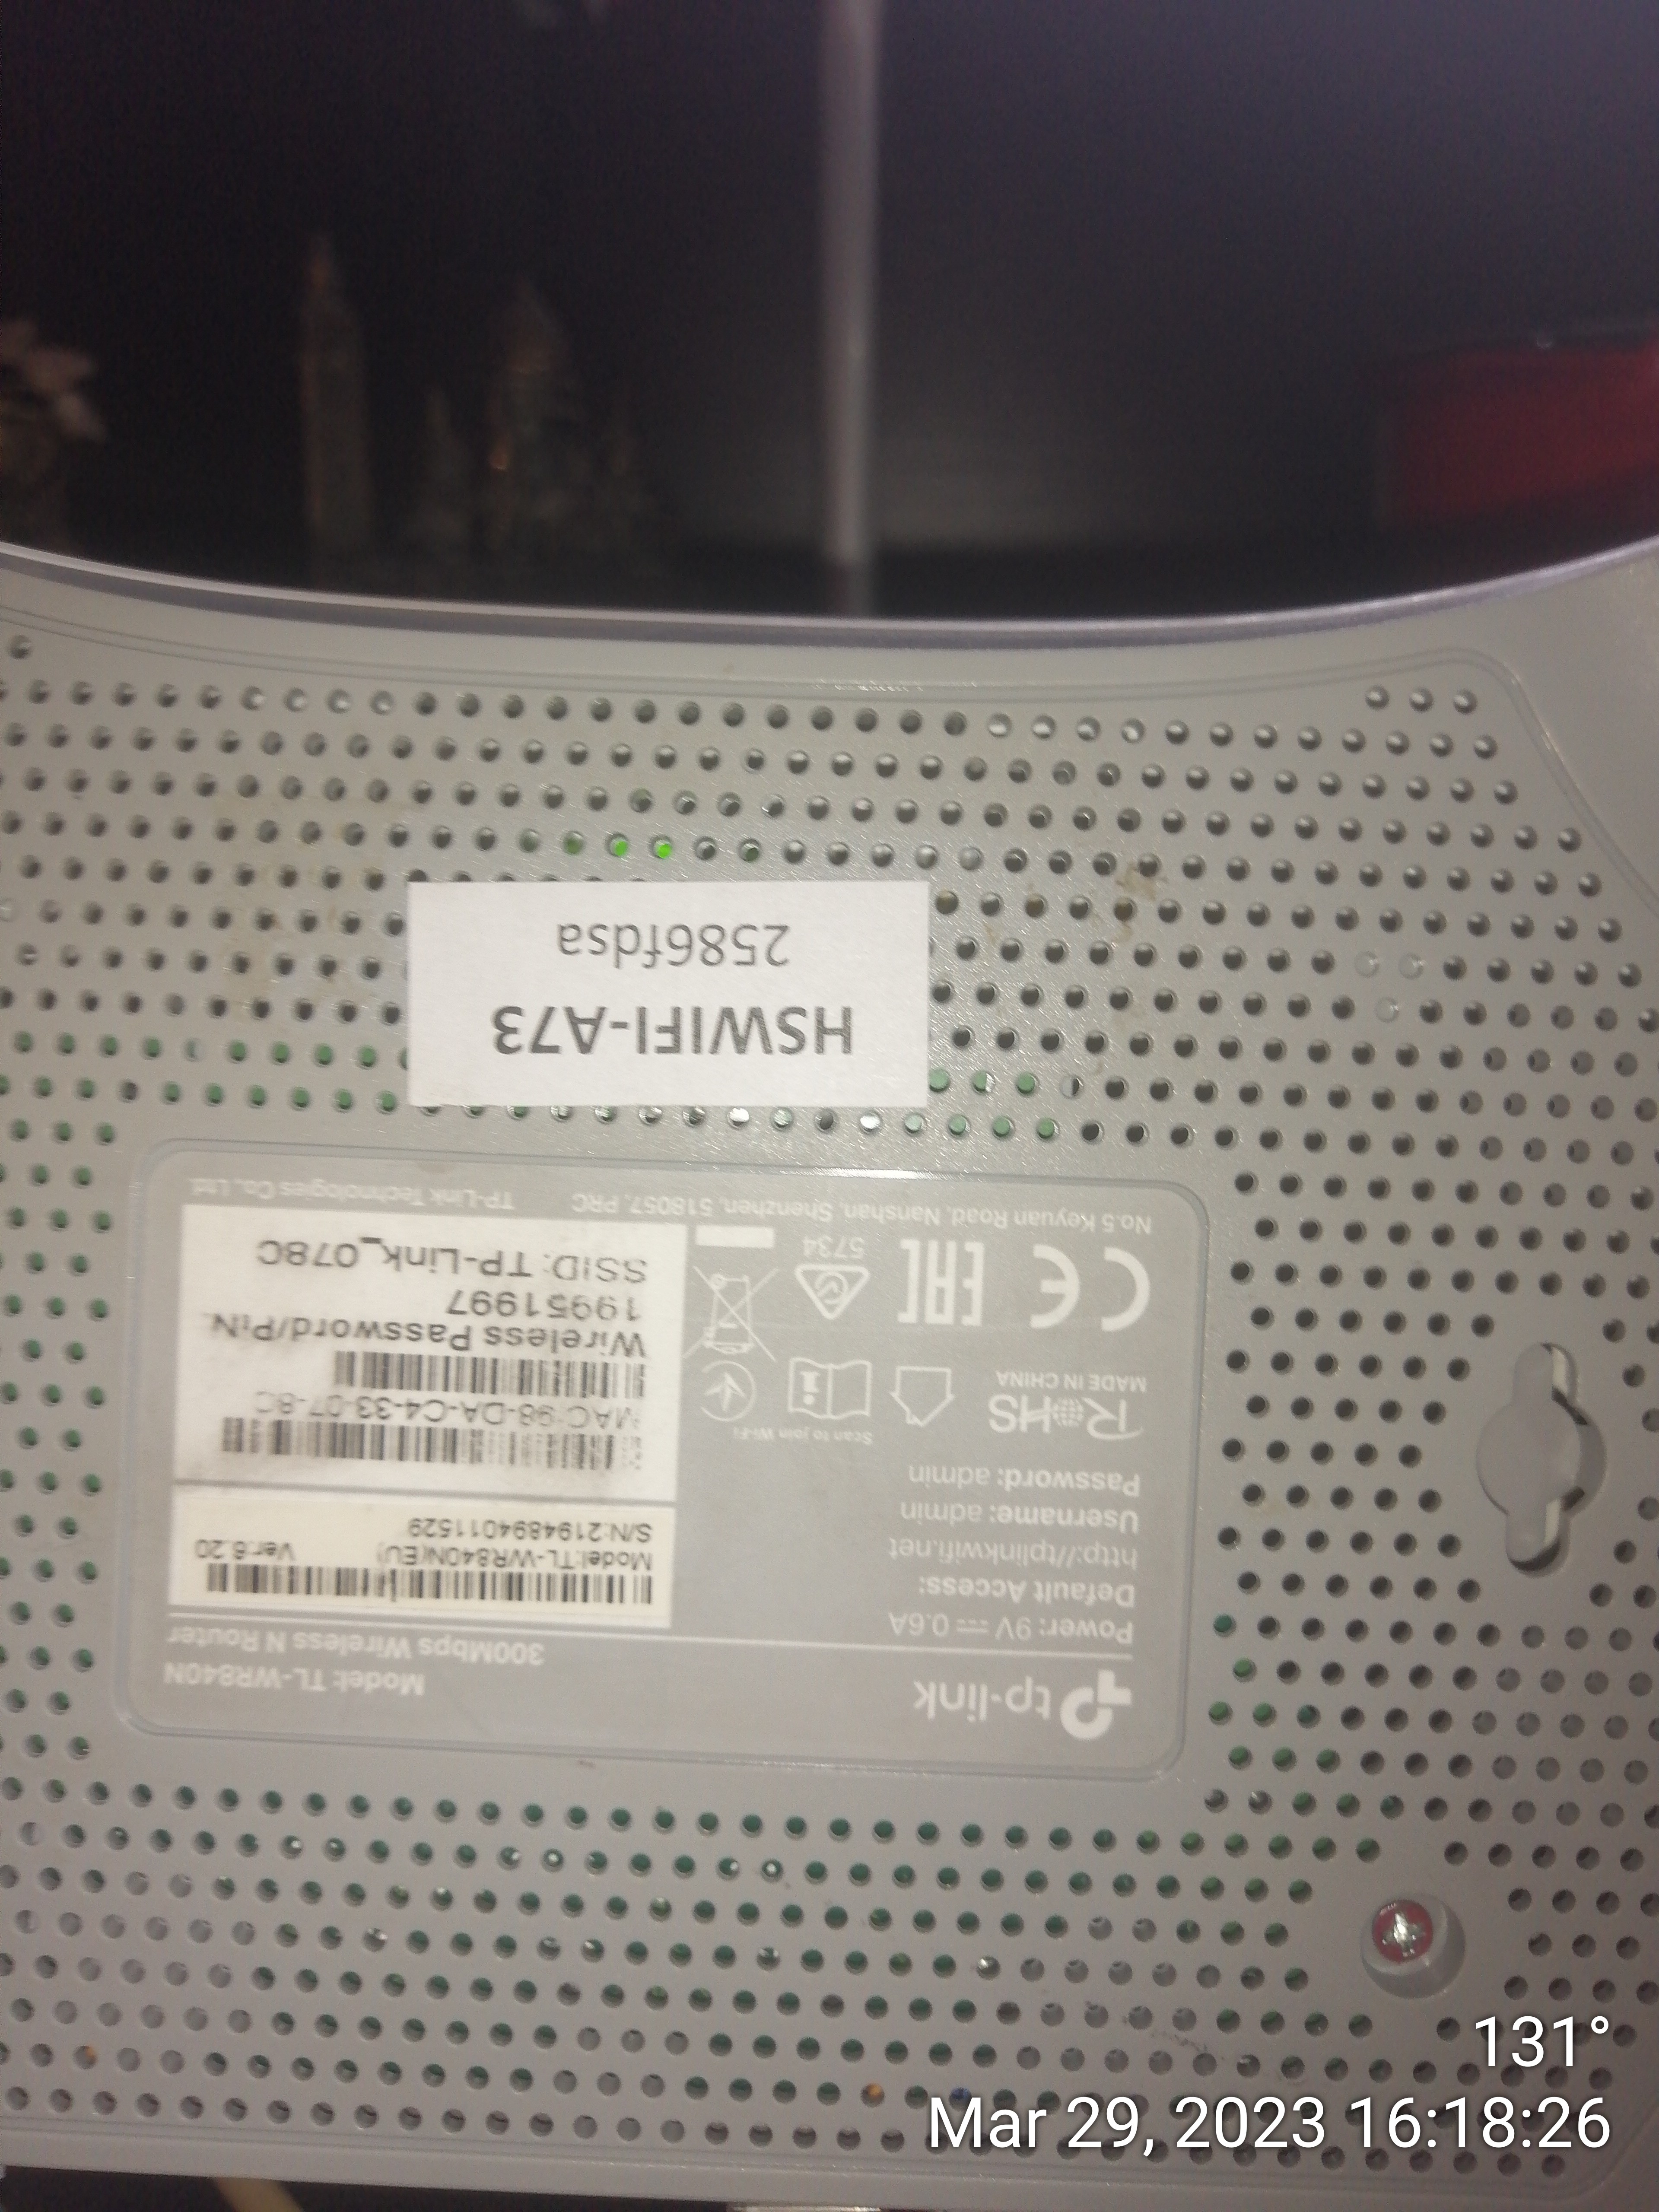 tp-link
Model: TL-WR840N
300Mbps Wireless N Router
Power: 9V 0.6A
Default Access:
http://tplinkwifi.net
Username: admin
Password: admin
Model:TL-WR840N(EU) Ver:6.20
S/N:2194894011529
MAC:98-DA-C4-33-07-8C
Wireless Password/PIN:
19951997
SSID: TP-Link_078C
RoHS
MADE IN CHINA
Scan to join Wi-Fi
CE
EAC
5734
No.5 Keyuan Road, Nanshan, Shenzhen, 518057, PRC
TP-Link Technologies Co., Ltd.
HSWIFI-A73
2586fdsa
131°
Mar 29, 2023 16:18:26